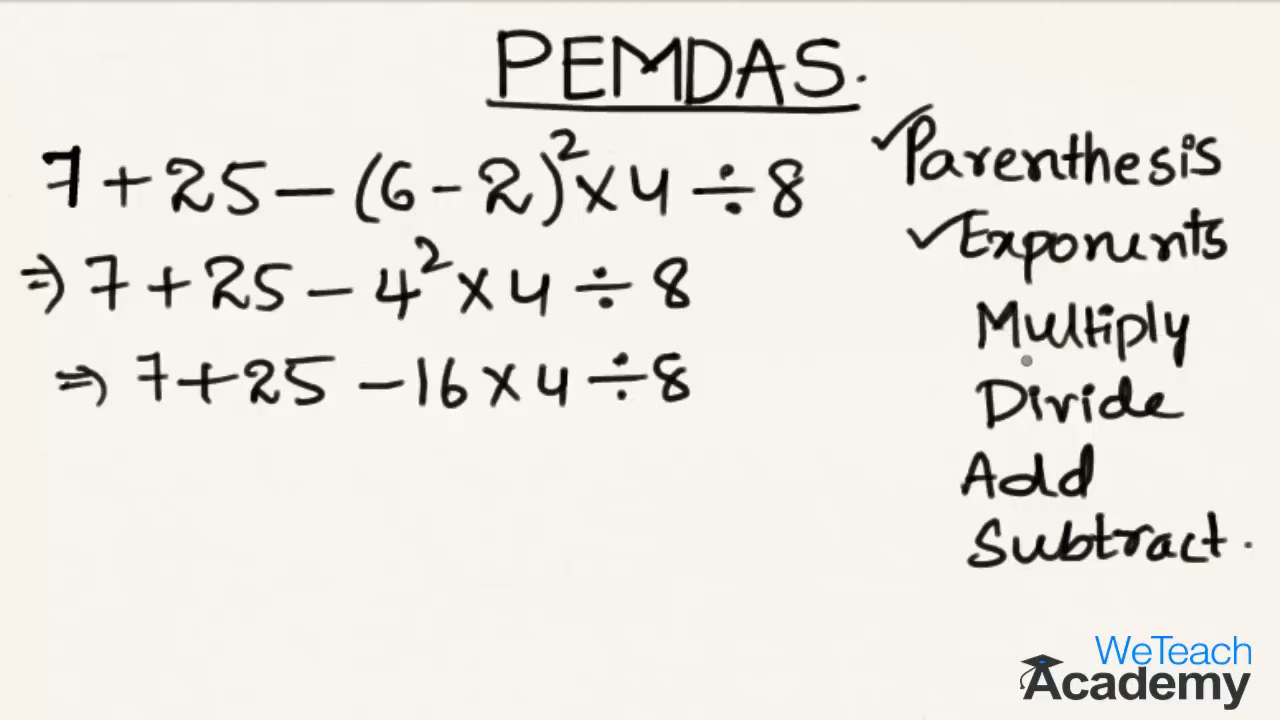 PEMDAS.
7+25-(6-2)²×4÷8
⇒ 7+25-4²×4÷8
⇒ 7+25-16×4÷8
✓Parenthesis
✓Exponents
Multiply
Divide
Add
Subtract.
WeTeach
Academy